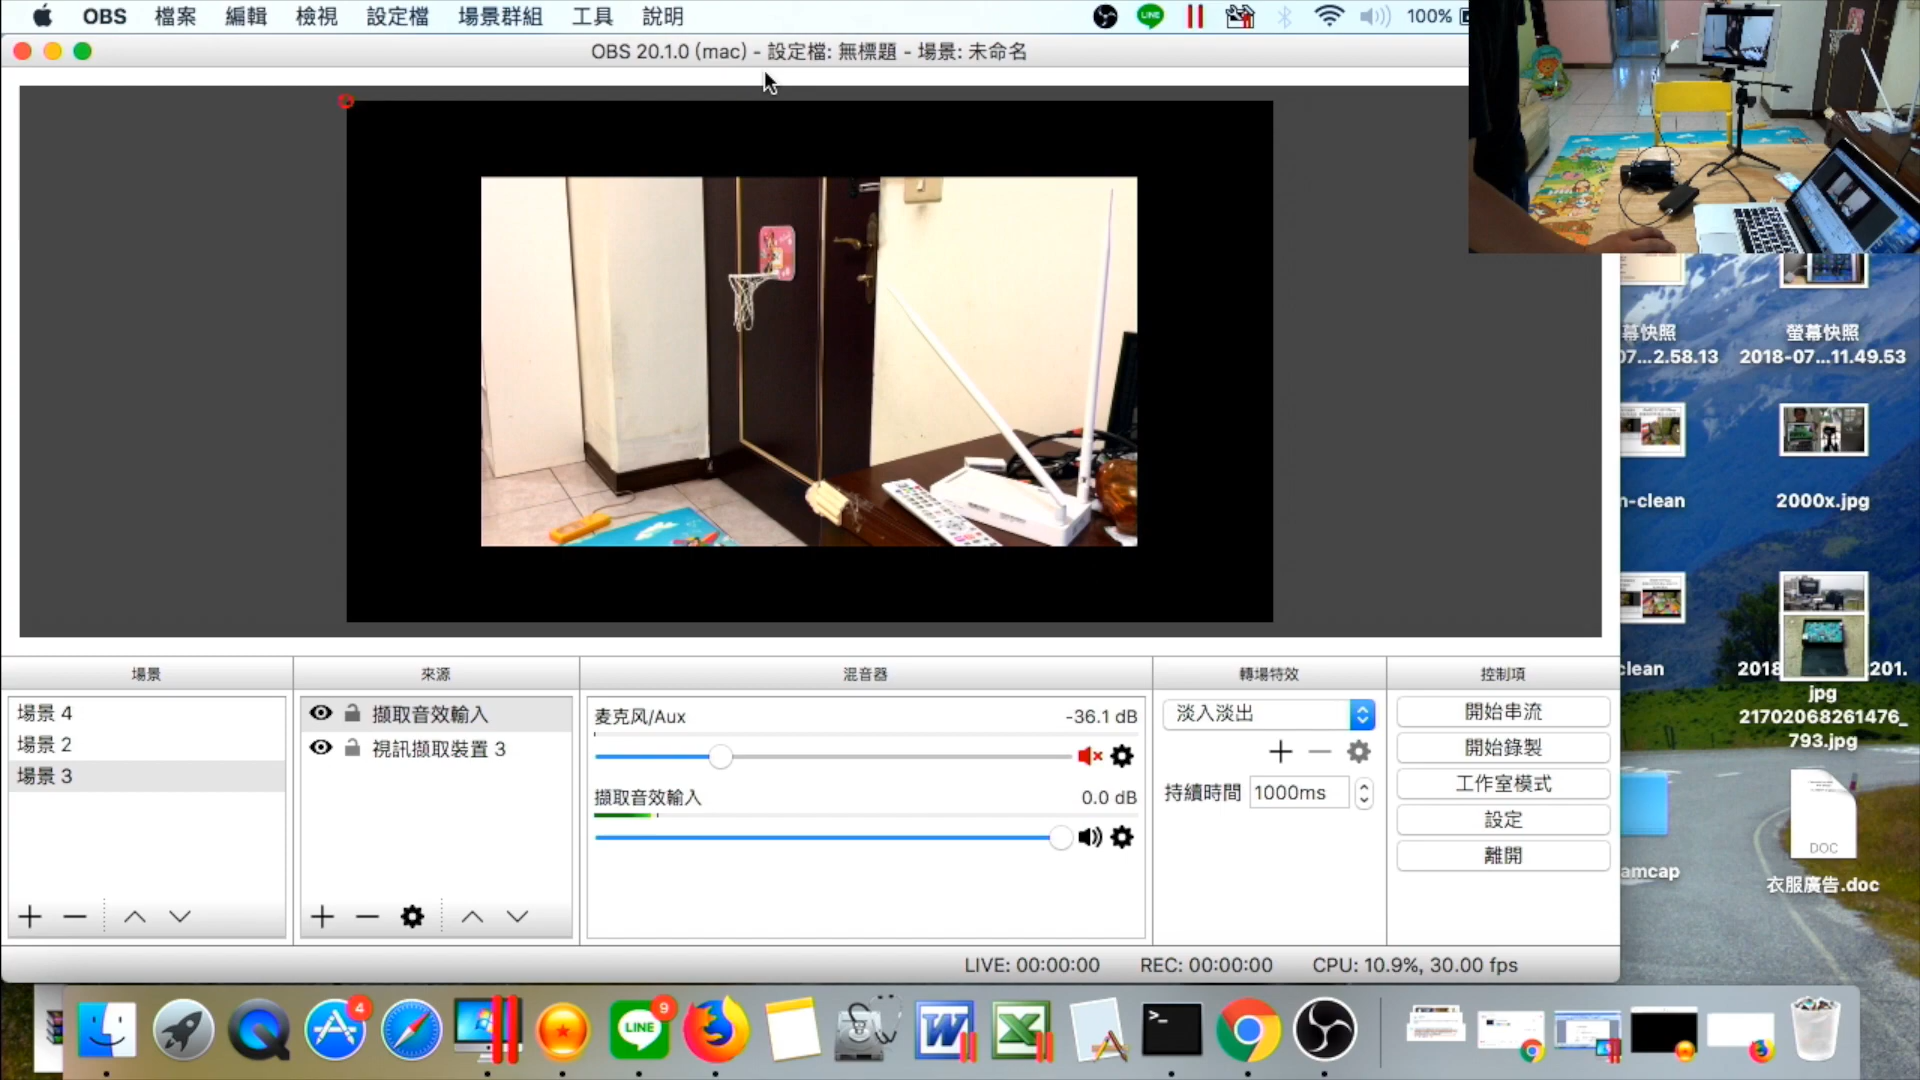 OBS 檔案 編輯 檢視 設定檔 場景群組 工具 說明
LINE 100%
OBS 20.1.0 (mac) - 設定檔: 無標題 - 場景: 未命名
幕快照
07...2.58.13
螢幕快照
2018-07...11.49.53
n-clean
2000x.jpg
clean
2018
201.
jpg
21702068261476_
793.jpg
amcap
DOC
衣服廣告.doc
場景 來源 混音器 轉場特效 控制項
場景 4
場景 2
場景 3
擷取音效輸入
視訊擷取裝置 3
麦克风/Aux -36.1 dB
擷取音效輸入 0.0 dB
淡入淡出
持續時間 1000ms
開始串流
開始錄製
工作室模式
設定
離開
LIVE: 00:00:00 REC: 00:00:00 CPU: 10.9%, 30.00 fps
4
LINE
9